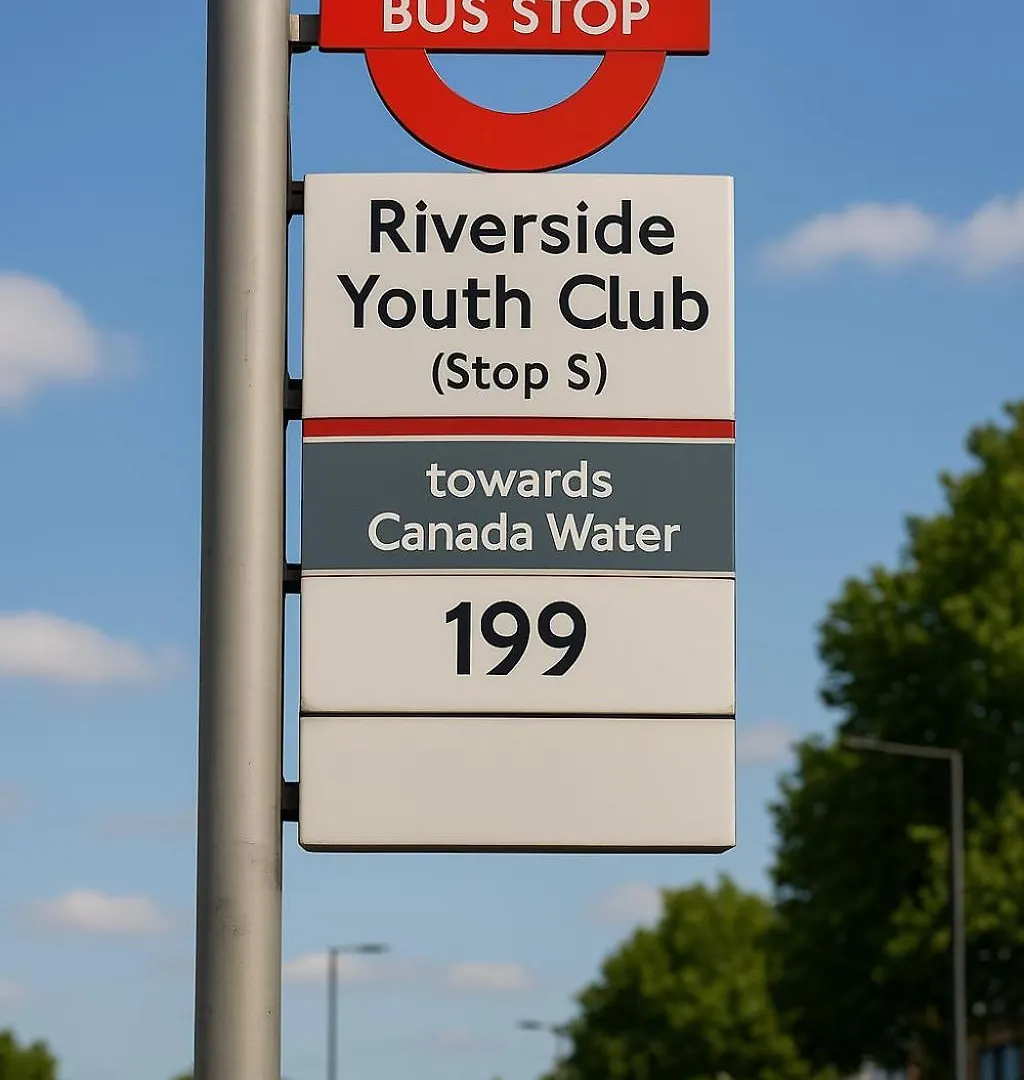 BUS STOP
Riverside
Youth Club
(Stop S)
towards
Canada Water
199